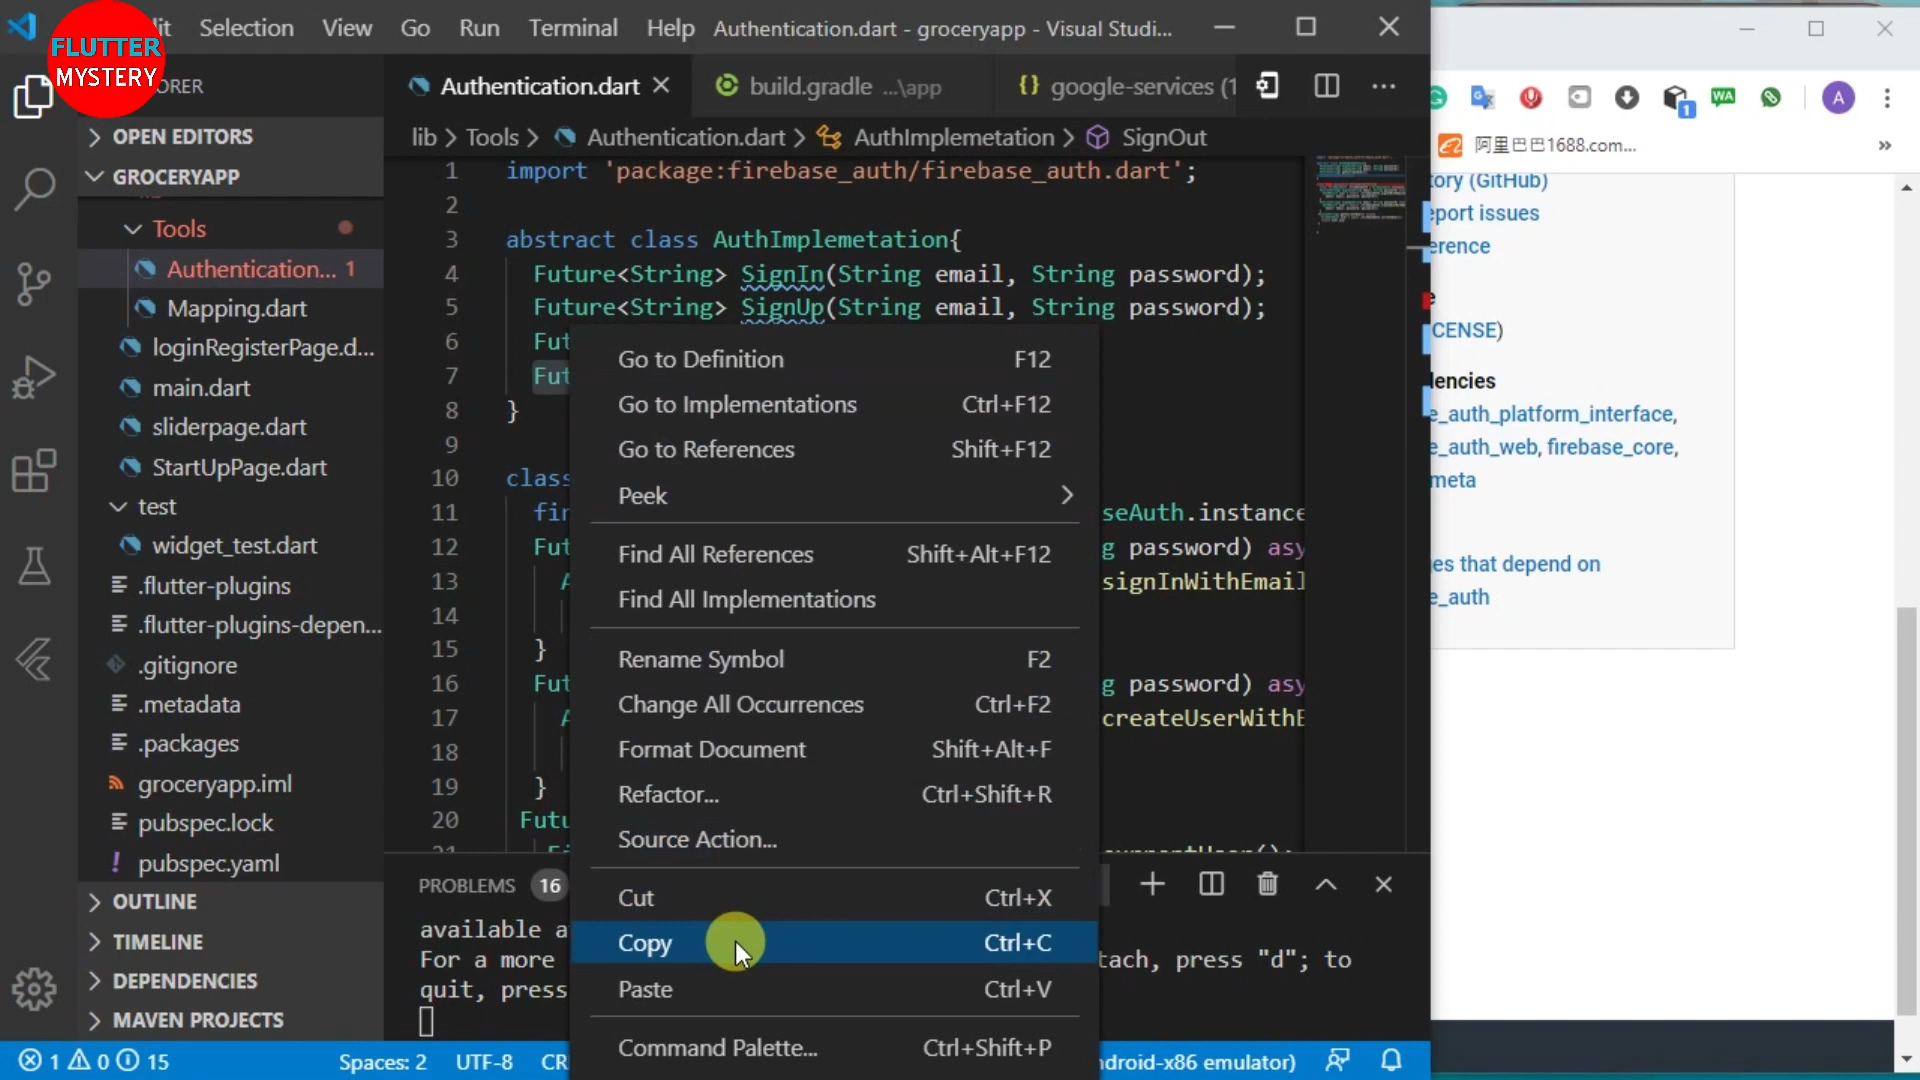 FLUTTER
MYSTERY
Selection View Go Run Terminal Help Authentication.dart - groceryapp - Visual Studi...
Authentication.dart
build.gradle ...\app
google-services (1
lib > Tools > Authentication.dart > AuthImplemetation > SignOut
OPEN EDITORS
GROCERYAPP
Tools
Authentication... 1
Mapping.dart
loginRegisterPage.d...
main.dart
sliderpage.dart
StartUpPage.dart
test
widget_test.dart
.flutter-plugins
.flutter-plugins-depen...
.gitignore
.metadata
.packages
groceryapp.iml
pubspec.lock
pubspec.yaml
OUTLINE
TIMELINE
DEPENDENCIES
MAVEN PROJECTS
1 import 'package:firebase_auth/firebase_auth.dart';
2
3 abstract class AuthImplemetation{
4 Future<String> SignIn(String email, String password);
5 Future<String> SignUp(String email, String password);
6 Fut
7 Fut
8 }
9
10 class
11 fin seAuth.instance
12 Fut g password) asy
13 A signInWithEmail
14
15 }
16 Fut g password) asy
17 A createUserWithE
18
19 }
20 Futu
Go to Definition F12
Go to Implementations Ctrl+F12
Go to References Shift+F12
Peek
Find All References Shift+Alt+F12
Find All Implementations
Rename Symbol F2
Change All Occurrences Ctrl+F2
Format Document Shift+Alt+F
Refactor... Ctrl+Shift+R
Source Action...
Cut Ctrl+X
Copy Ctrl+C
Paste Ctrl+V
Command Palette... Ctrl+Shift+P
PROBLEMS 16
available a
For a more tach, press "d"; to
quit, press
1 0 15 Spaces: 2 UTF-8 CR ndroid-x86 emulator)
WA
1
A
阿里巴巴1688.com...
tory (GitHub)
eport issues
erence
CENSE)
lencies
e_auth_platform_interface,
e_auth_web, firebase_core,
meta
es that depend on
e_auth